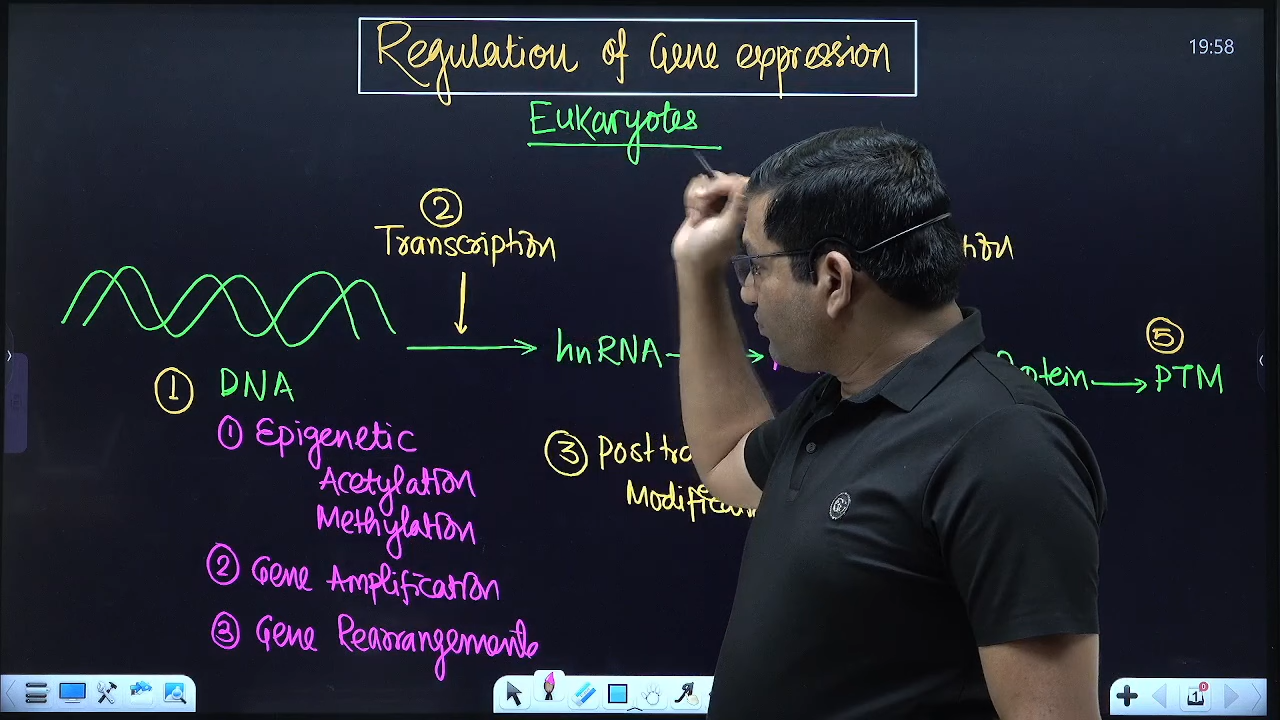 Regulation of Gene expression
19:58
Eukaryotes
②
Transcription
hnRNA
⑤
① DNA
PTM
① Epigenetic
Acetylation
Methylation
③
② Gene Amplification
③ Gene Rearrangements
1